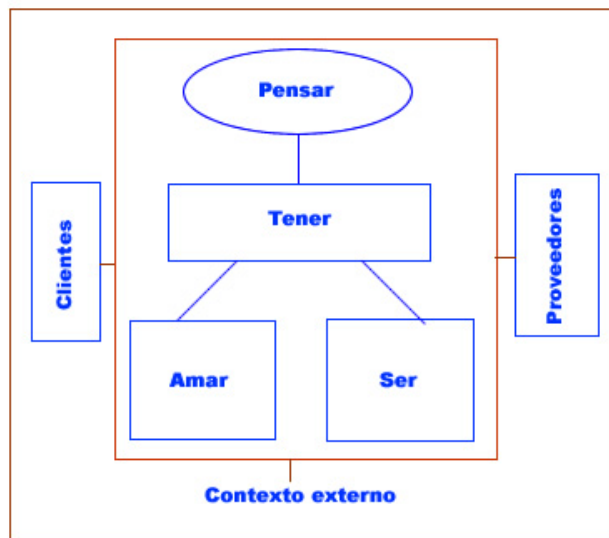 Pensar
Tener
Clientes
Proveedores
Amar
Ser
Contexto externo